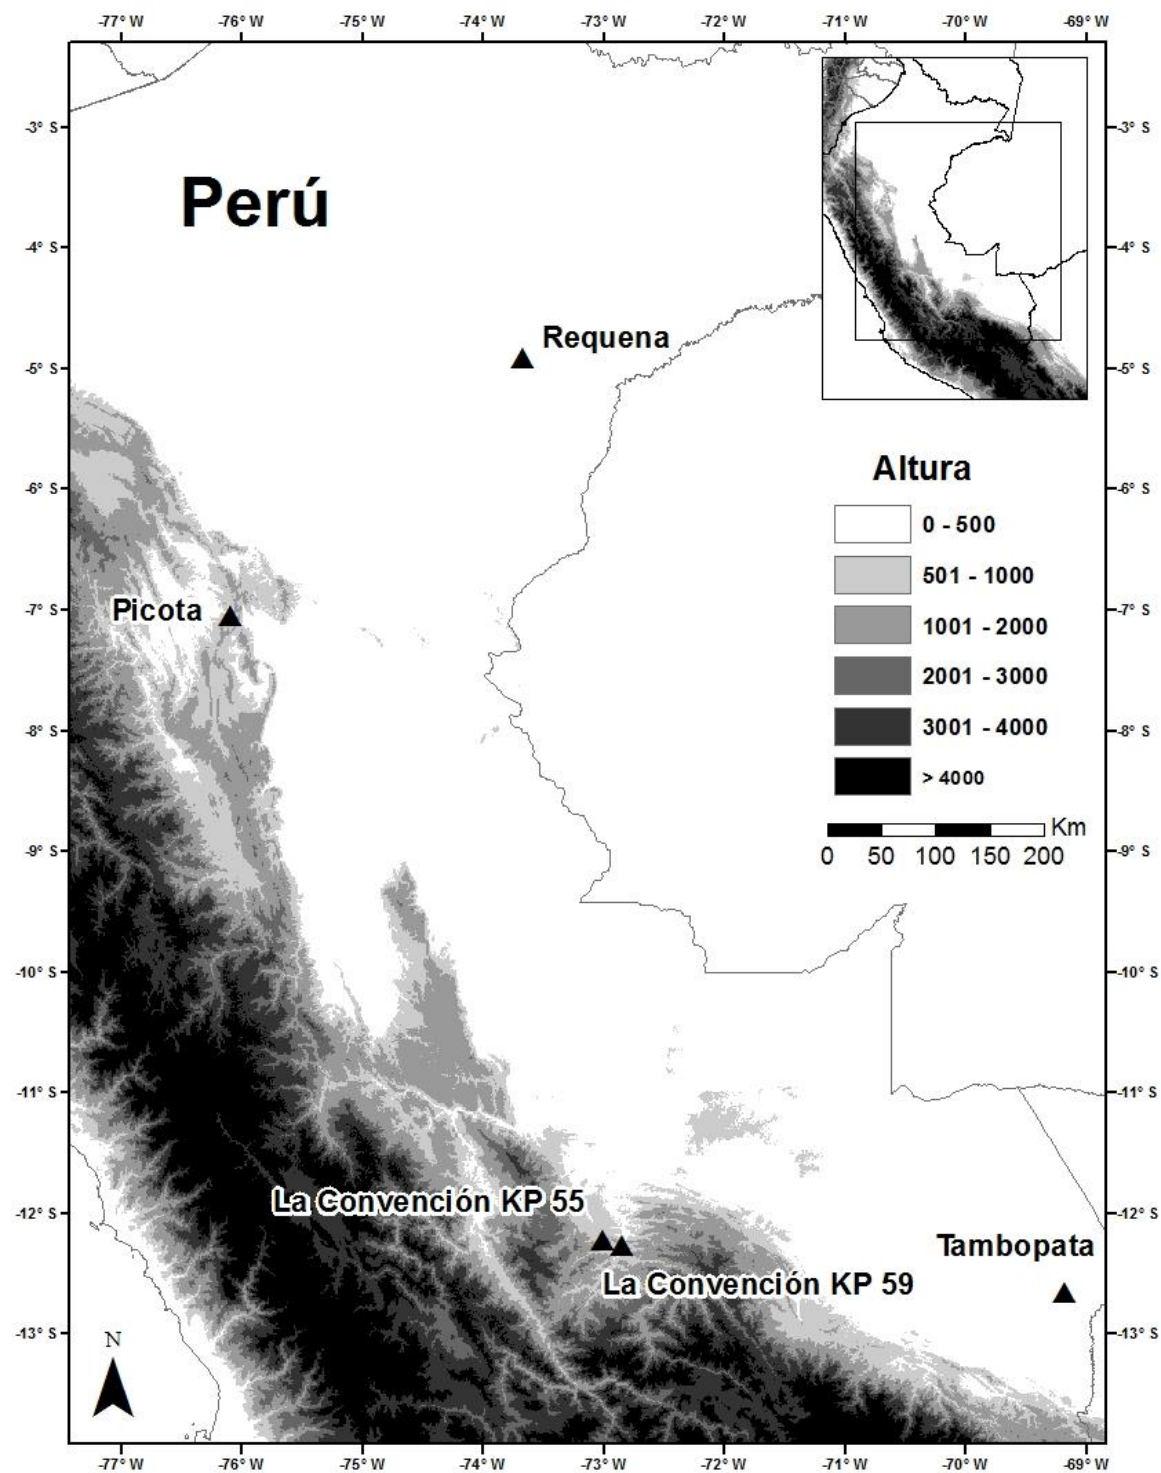 -77° W -76° W -75° W -74° W -73° W -72° W -71° W -70° W -69° W
-3° S -3° S
Perú
-4° S -4° S
Requena
-5° S -5° S
Altura
-6° S -6° S
0 - 500
501 - 1000
Picota
-7° S -7° S
1001 - 2000
2001 - 3000
-8° S -8° S
3001 - 4000
> 4000
Km
-9° S -9° S
0 50 100 150 200
-10° S -10° S
-11° S -11° S
La Convención KP 55
-12° S -12° S
Tambopata
La Convención KP 59
-13° S -13° S
N
-77° W -76° W -75° W -74° W -73° W -72° W -71° W -70° W -69° W